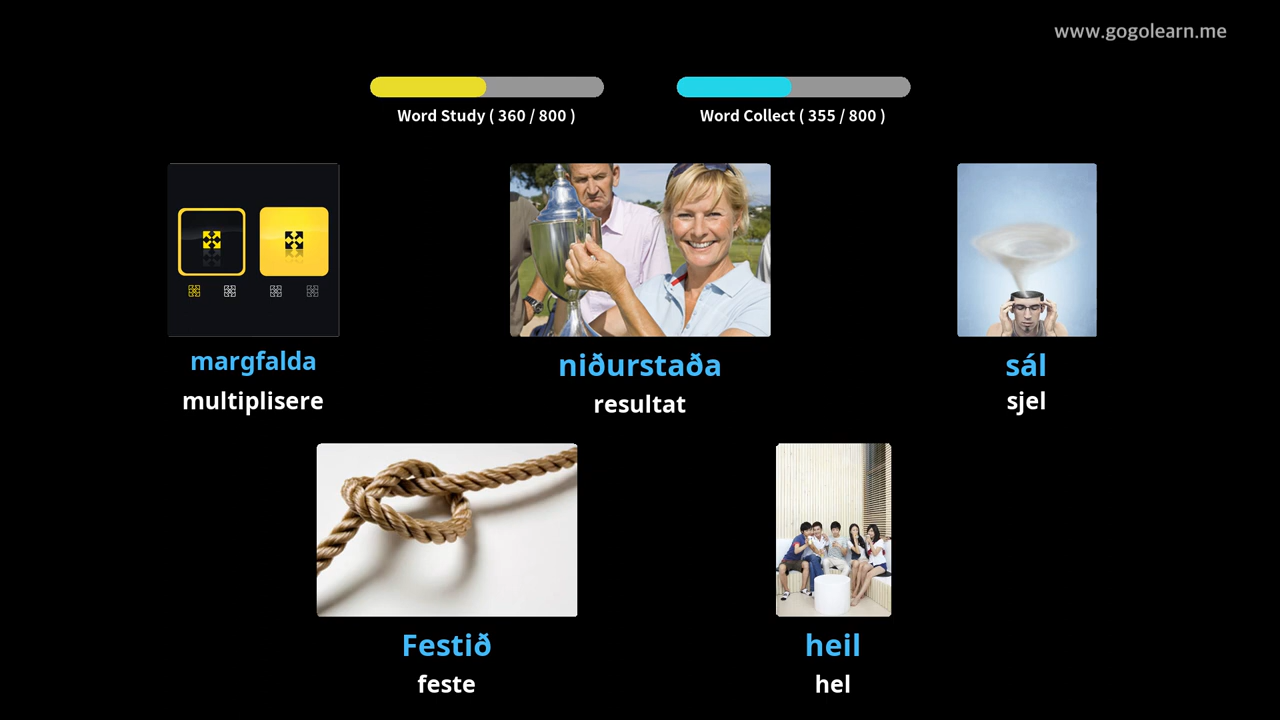 www.gogolearn.me
Word Study ( 360 / 800 )
Word Collect ( 355 / 800 )
margfalda
multiplisere
niðurstaða
resultat
sál
sjel
Festið
feste
heil
hel